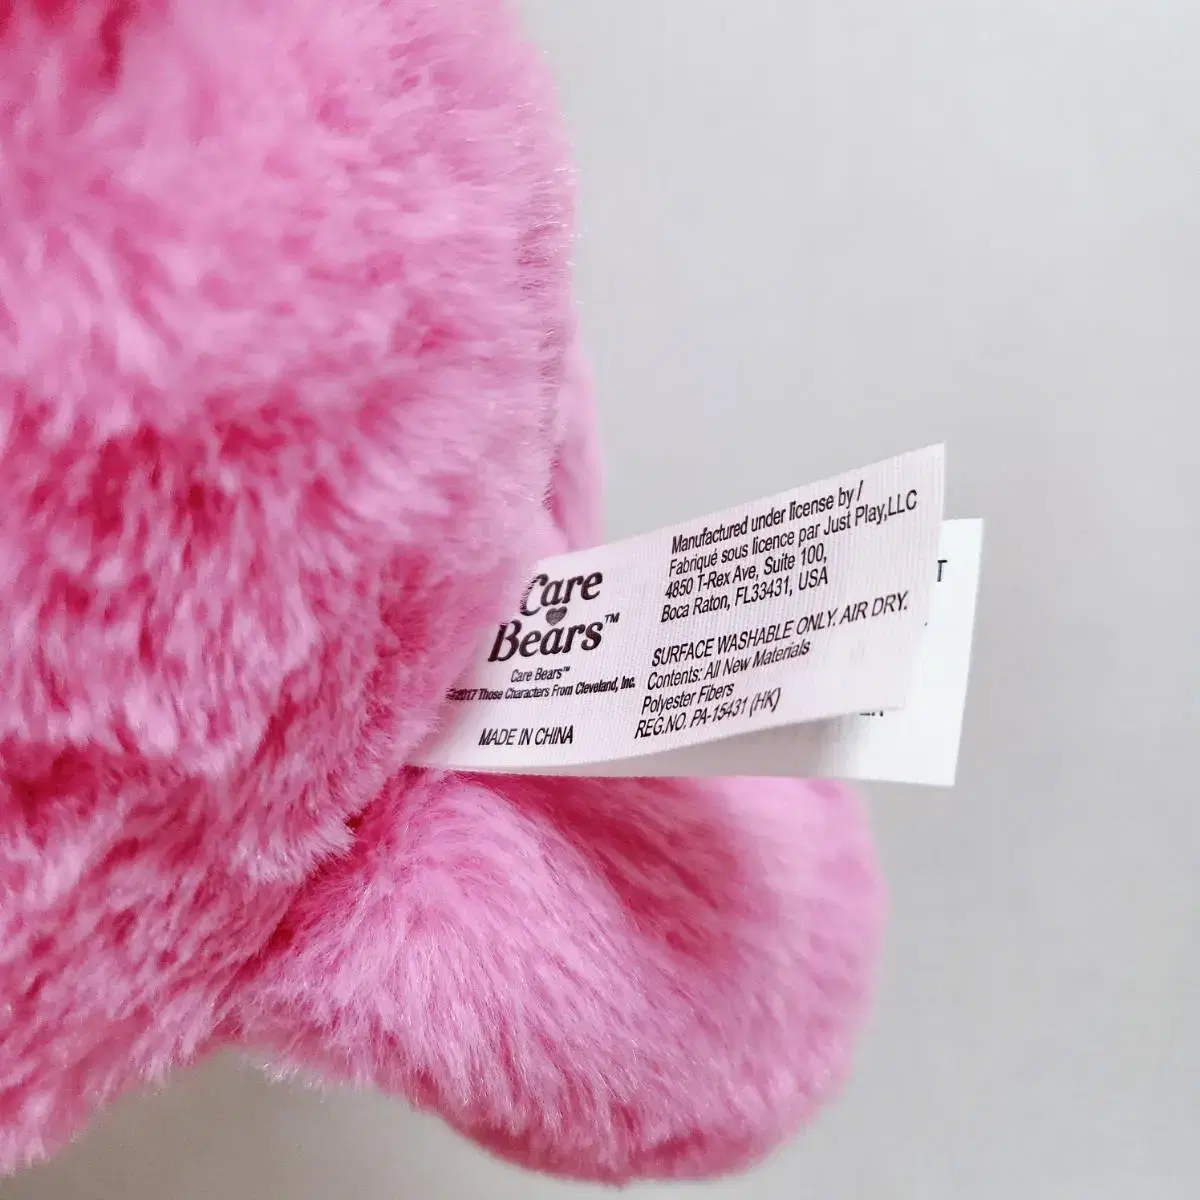 Care
Bears™
Care Bears™
©2017 Those Characters From Cleveland, Inc.
MADE IN CHINA
Manufactured under license by /
Fabriqué sous licence par Just Play,LLC
4850 T-Rex Ave, Suite 100,
Boca Raton, FL33431, USA
SURFACE WASHABLE ONLY. AIR DRY.
Contents: All New Materials
Polyester Fibers
REG.NO. PA-15431 (HK)